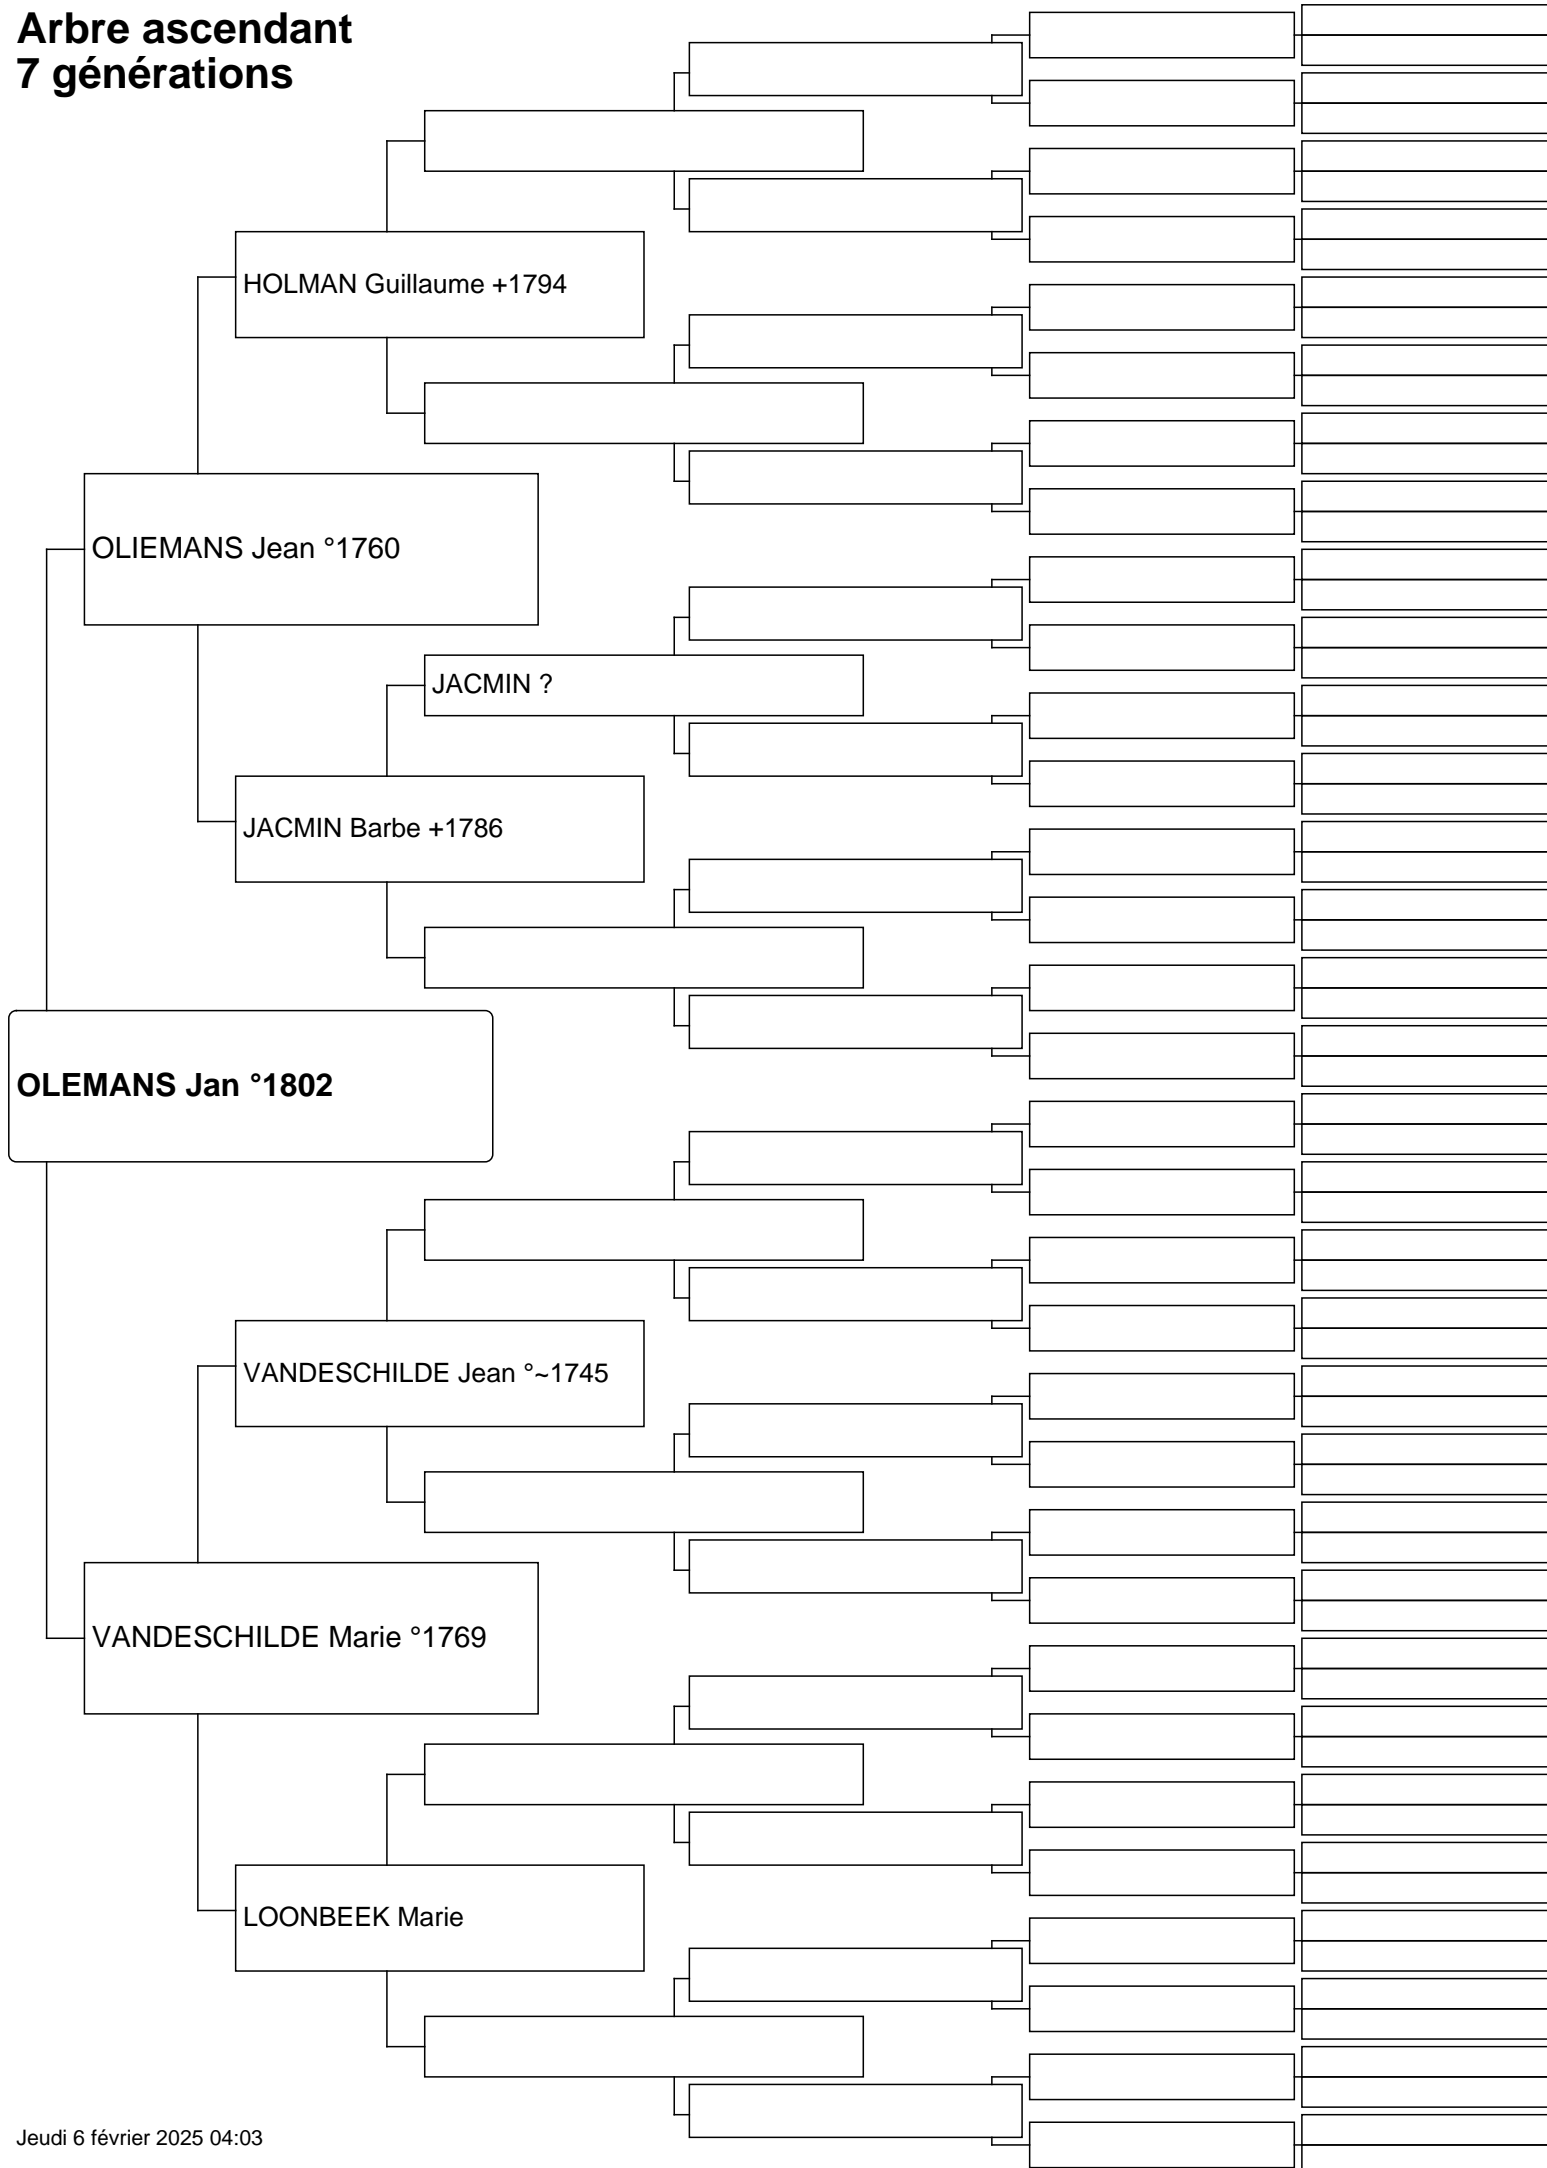 Arbre ascendant
7 générations
HOLMAN Guillaume +1794
OLIEMANS Jean °1760
JACMIN ?
JACMIN Barbe +1786
OLEMANS Jan °1802
VANDESCHILDE Jean °~1745
VANDESCHILDE Marie °1769
LOONBEEK Marie
Jeudi 6 février 2025 04:03